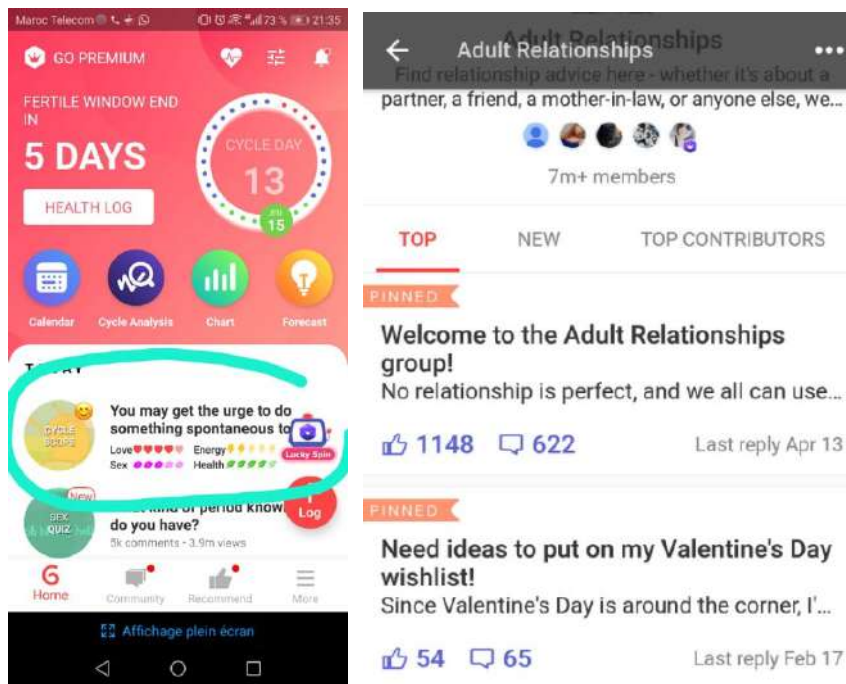 Maroc Telecom 73 % 21:35
GO PREMIUM
FERTILE WINDOW END
IN
5 DAYS
HEALTH LOG
CYCLE DAY
13
15
Calendar Cycle Analysis Chart Forecast
You may get the urge to do
something spontaneous to
Love Energy
Sex Health
Lucky Spin
CYCLE
New
SEX
QUIZ
kind of period know
do you have?
5k comments • 3.9m views
Log
Home Community Recommend More
Affichage plein écran
Adult Relationships
Find relationship advice here - whether it's about a
partner, a friend, a mother-in-law, or anyone else, we...
7m+ members
TOP NEW TOP CONTRIBUTORS
PINNED
Welcome to the Adult Relationships
group!
No relationship is perfect, and we all can use...
1148 622 Last reply Apr 13
PINNED
Need ideas to put on my Valentine's Day
wishlist!
Since Valentine's Day is around the corner, I'...
54 65 Last reply Feb 17